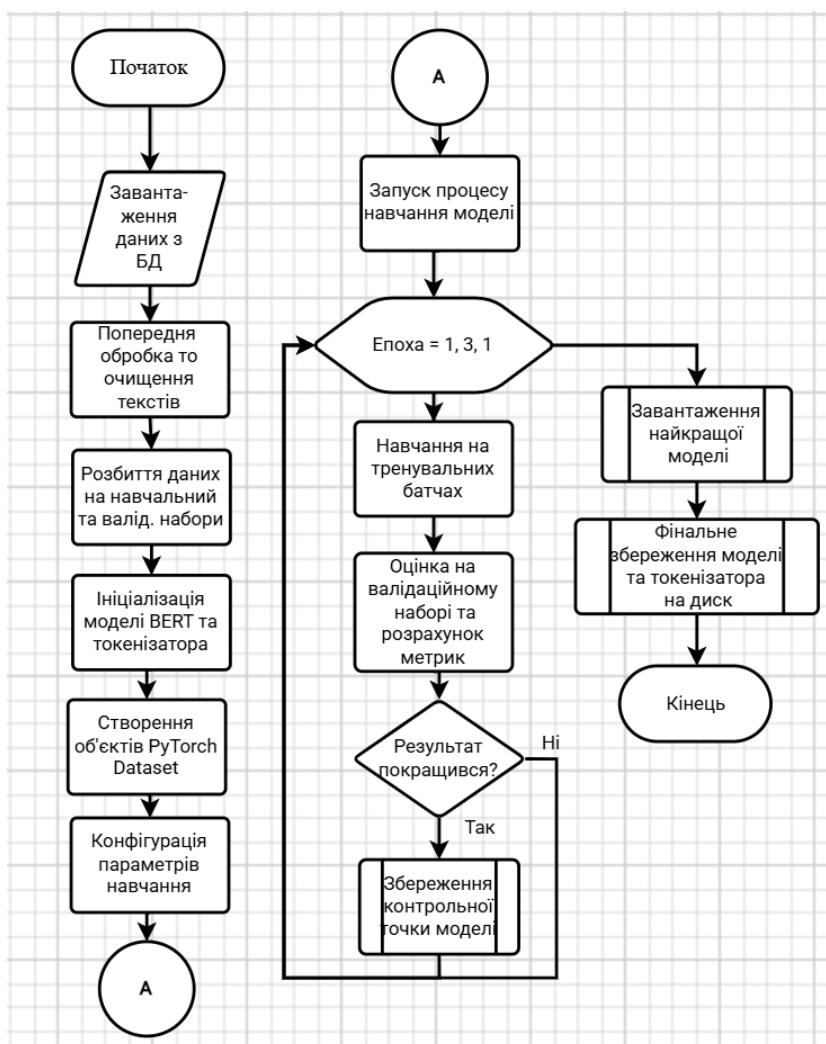 Початок
Заванта-
ження
даних з
БД
Попередня
обробка то
очищення
текстів
Розбиття даних
на навчальний
та валід. набори
Ініціалізація
моделі BERT та
токенізатора
Створення
об'єктів PyTorch
Dataset
Конфігурація
параметрів
навчання
A
A
Запуск процесу
навчання моделі
Епоха = 1, 3, 1
Навчання на
тренувальних
батчах
Оцінка на
валідаційному
наборі та
розрахунок
метрик
Результат
покращився?
Ні
Так
Збереження
контрольної
точки моделі
Завантаження
найкращої
моделі
Фінальне
збереження моделі
та токенізатора
на диск
Кінець